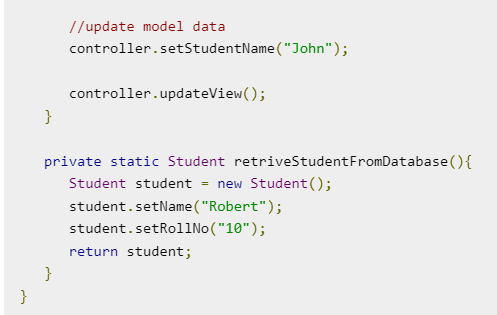 //update model data
controller.setStudentName("John");
controller.updateView();
}
private static Student retriveStudentFromDatabase(){
Student student = new Student();
student.setName("Robert");
student.setRollNo("10");
return student;
}
}